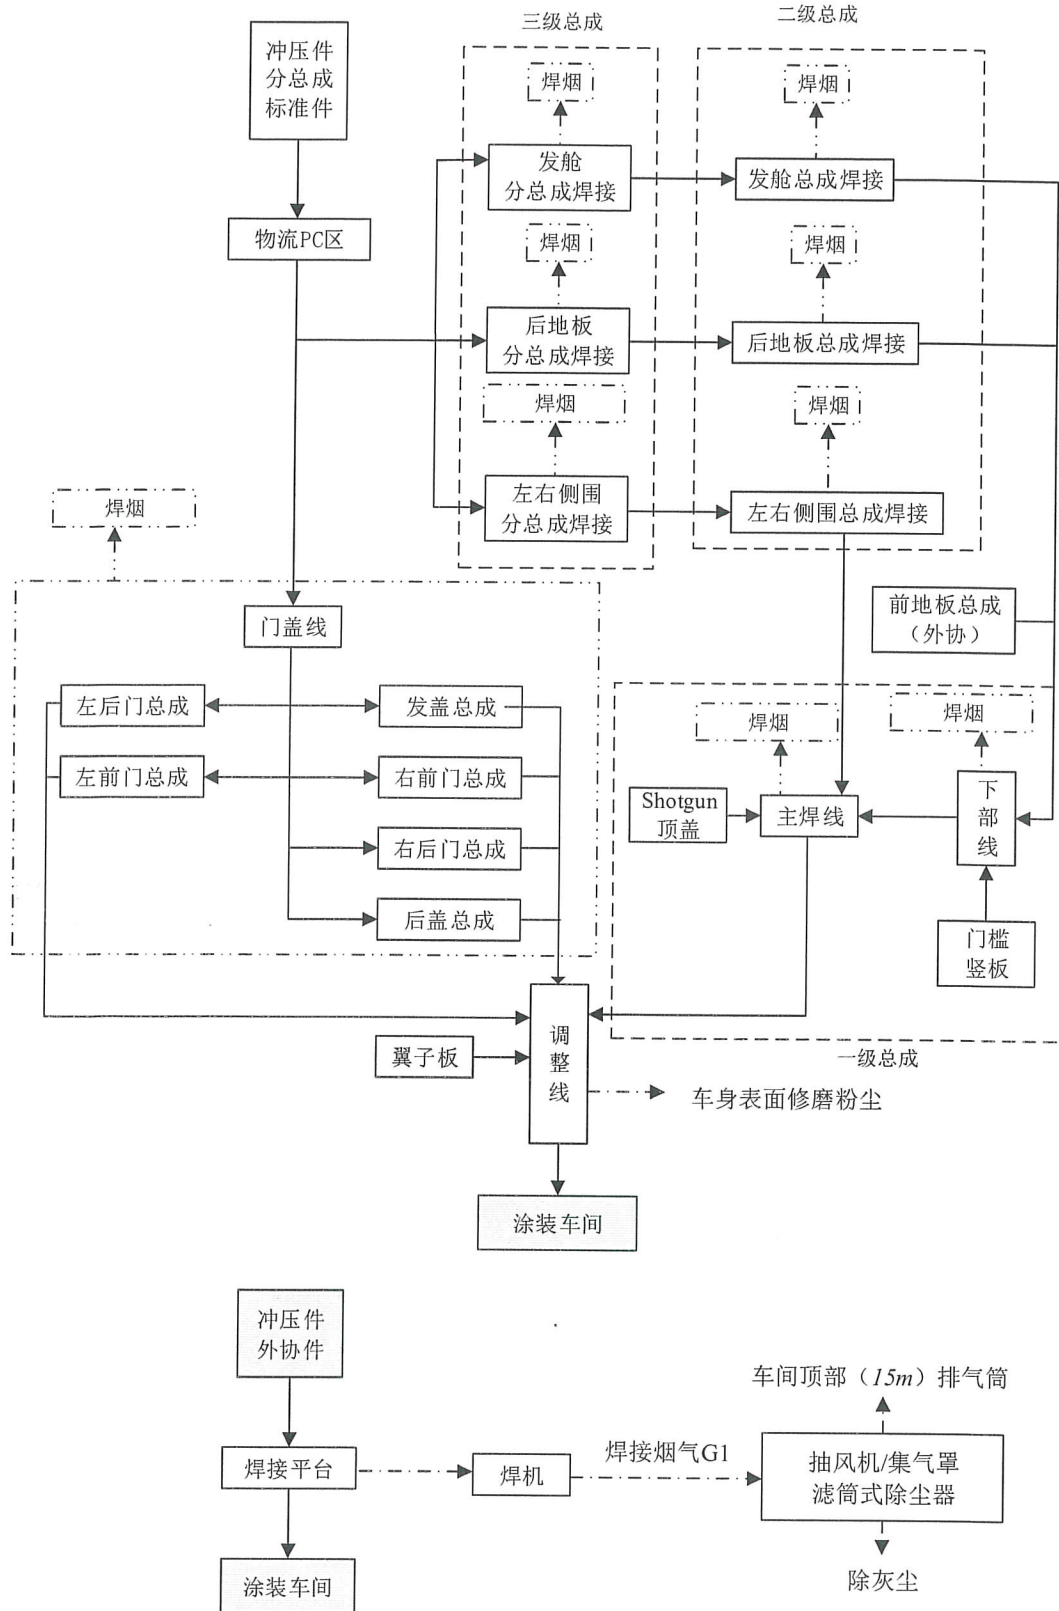 三级总成
二级总成
冲压件
分总成
标准件
焊烟
焊烟
发舱
分总成焊接
发舱总成焊接
物流PC区
焊烟
焊烟
后地板
分总成焊接
后地板总成焊接
焊烟
焊烟
左右侧围
分总成焊接
左右侧围总成焊接
焊烟
门盖线
前地板总成
（外协）
左后门总成
发盖总成
焊烟
焊烟
左前门总成
右前门总成
Shotgun
顶盖
主焊线
下
部
线
右后门总成
后盖总成
门槛
竖板
调
整
线
翼子板
一级总成
车身表面修磨粉尘
涂装车间
冲压件
外协件
车间顶部（15m）排气筒
焊接平台
焊机
焊接烟气G1
抽风机/集气罩
滤筒式除尘器
涂装车间
除灰尘